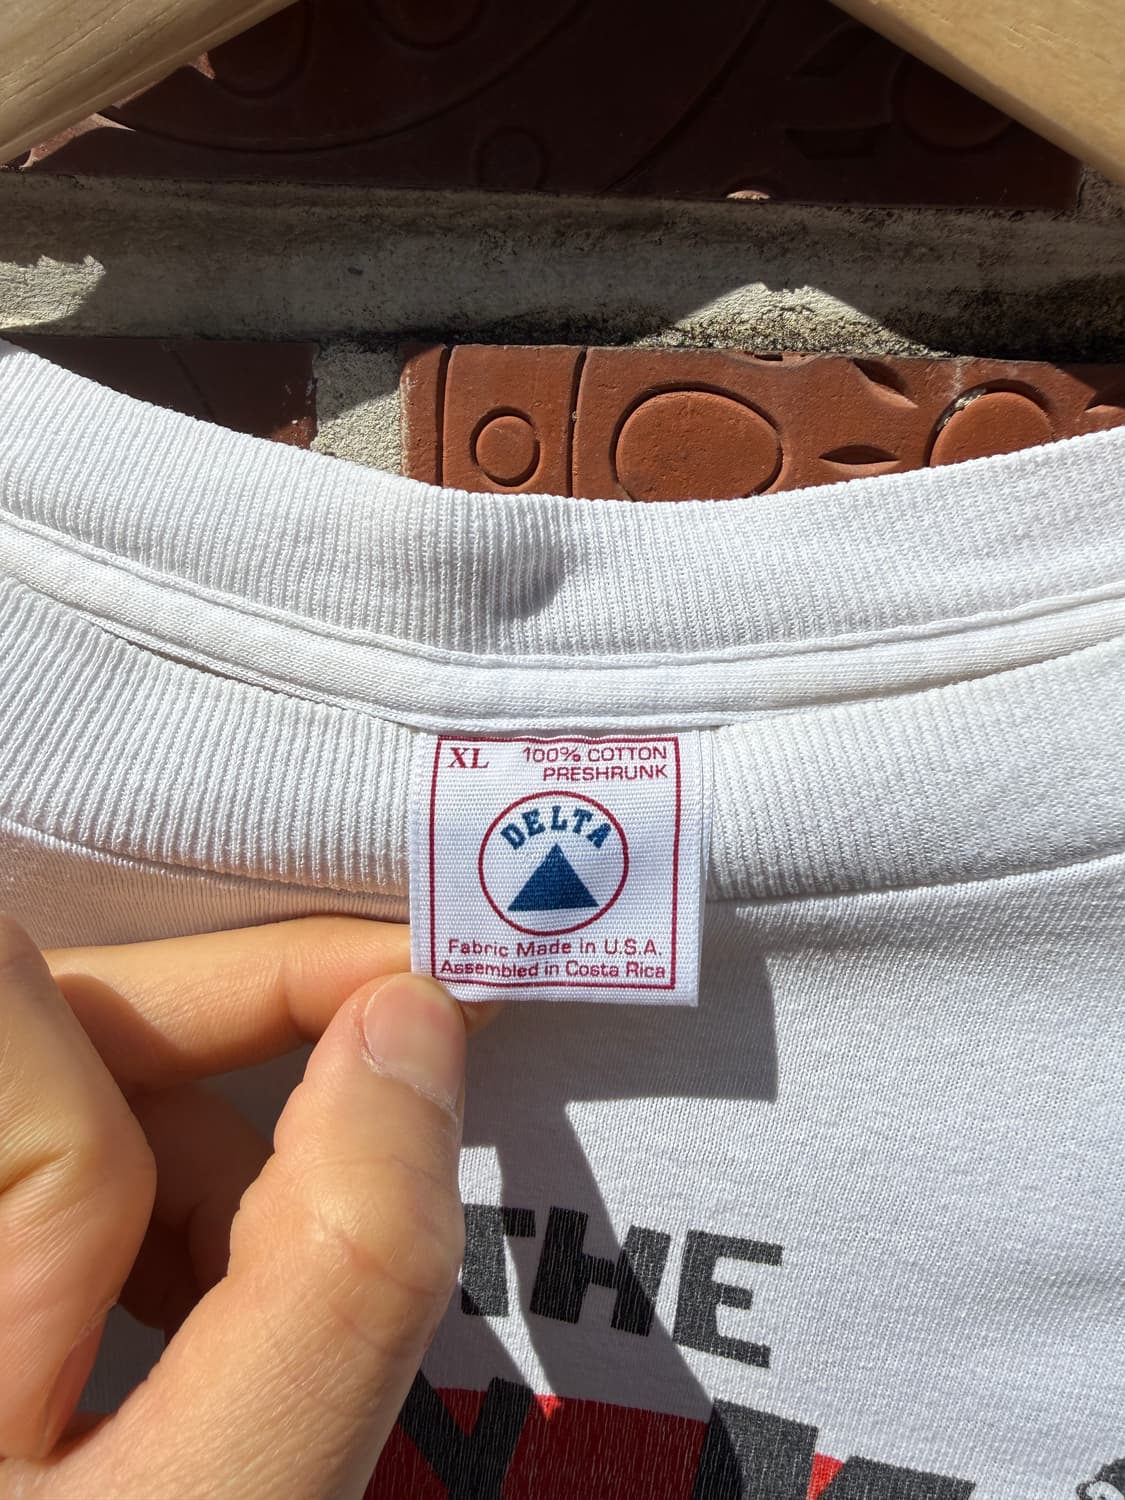 XL 100% COTTON
PRESHRUNK
DELTA
Fabric Made in U.S.A.
Assembled in Costa Rica
THE